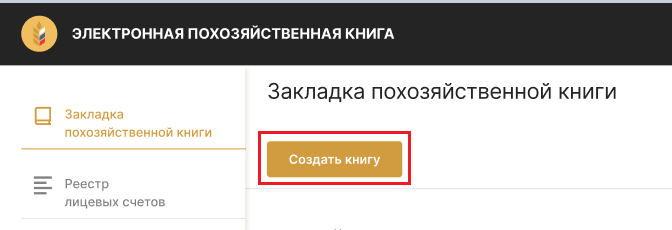 ЭЛЕКТРОННАЯ ПОХОЗЯЙСТВЕННАЯ КНИГА
Закладка похозяйственной книги
Закладка
похозяйственной книги
Создать книгу
Реестр
лицевых счетов